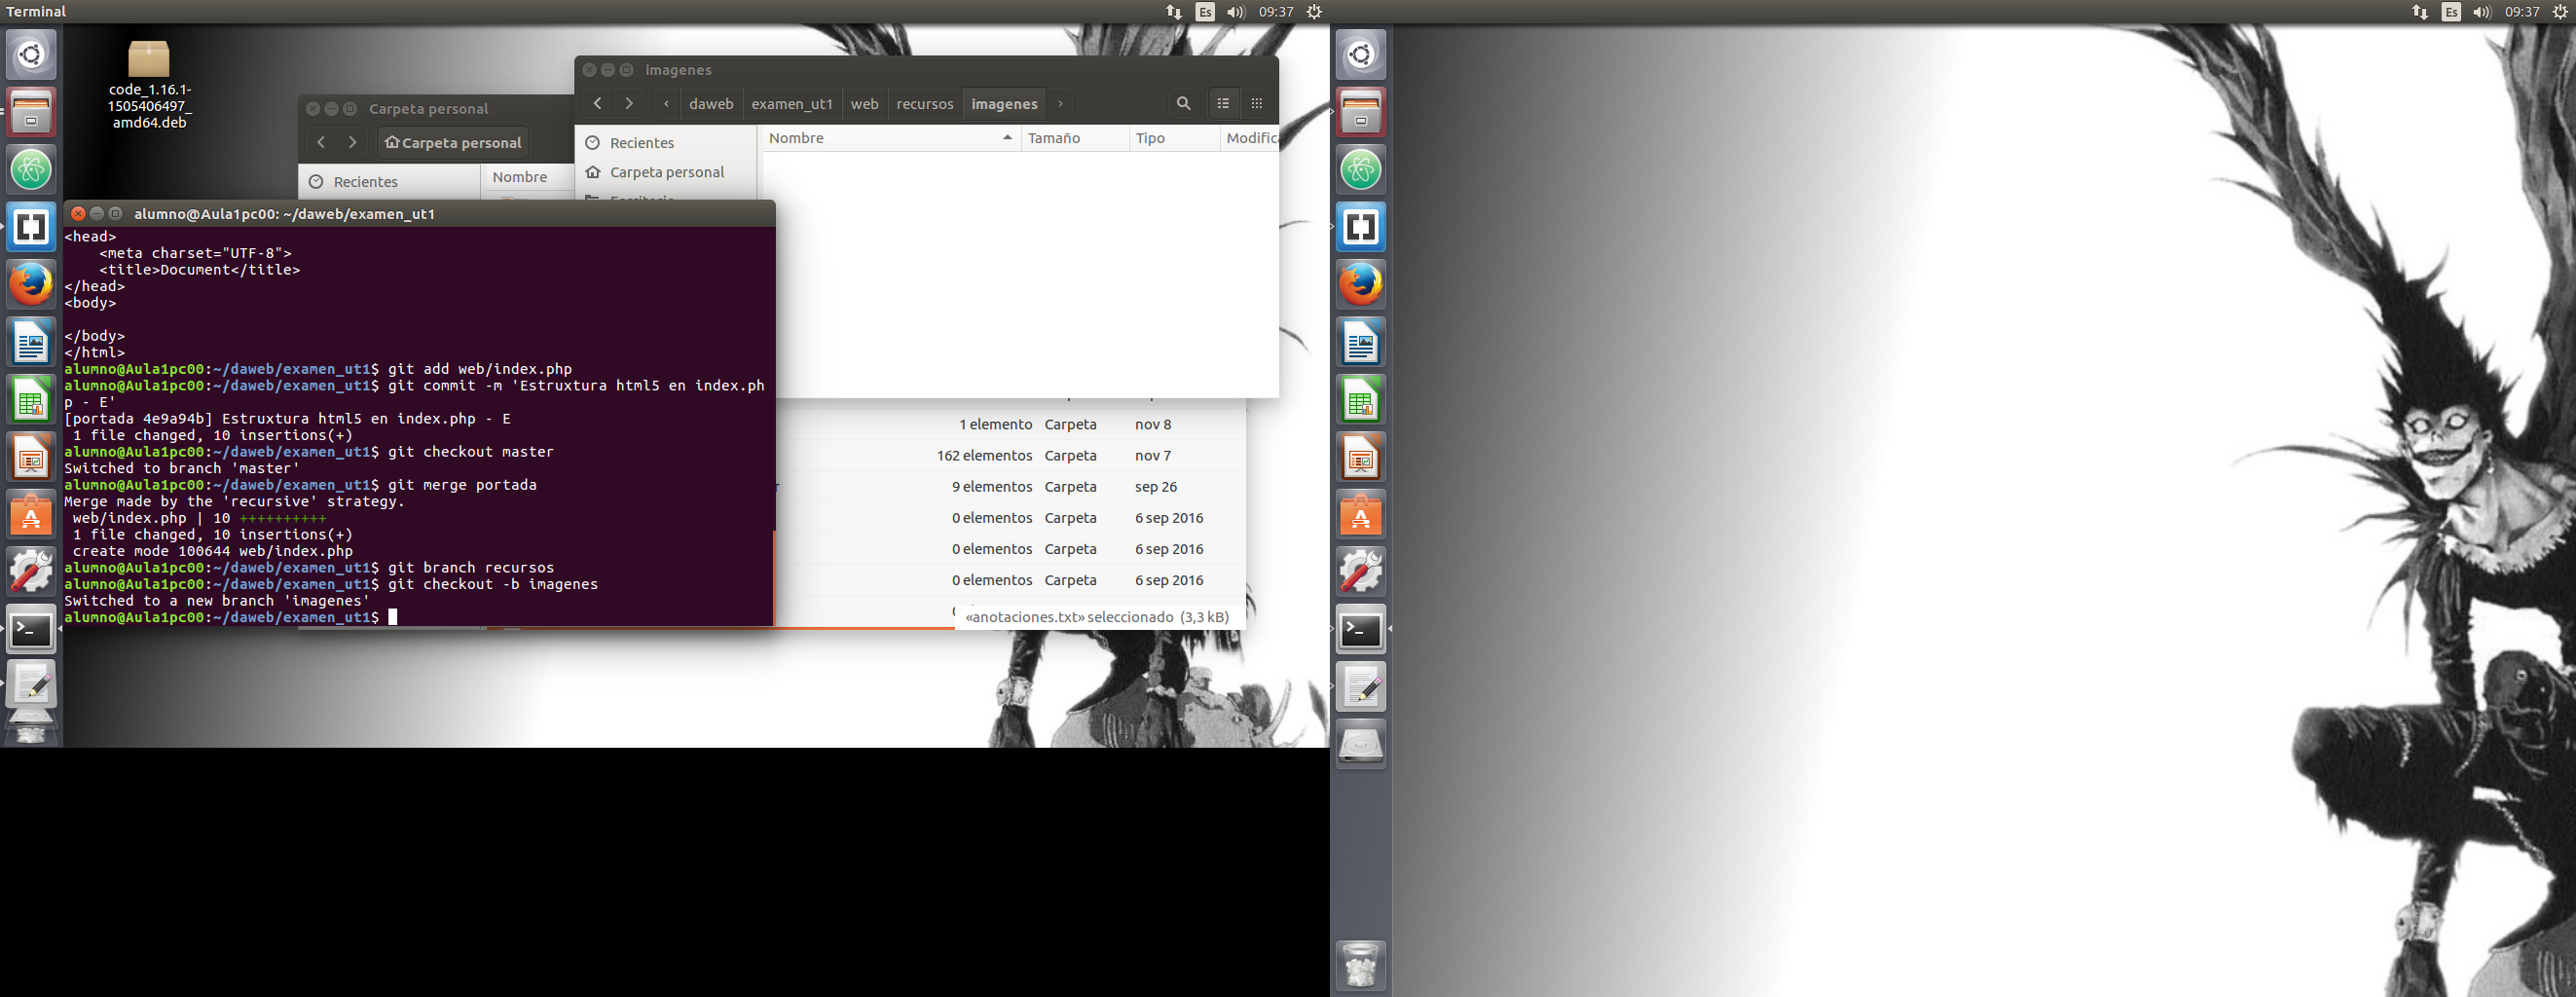 Terminal
Es
09:37
Es
09:37
code_1.16.1-
1505406497_
amd64.deb
Carpeta personal
Carpeta personal
Recientes
Nombre
imagenes
daweb
examen_ut1
web
recursos
imagenes
Recientes
Carpeta personal
Escritorio
Nombre
Tamaño
Tipo
Modifica
1 elemento Carpeta nov 8
162 elementos Carpeta nov 7
9 elementos Carpeta sep 26
0 elementos Carpeta 6 sep 2016
0 elementos Carpeta 6 sep 2016
0 elementos Carpeta 6 sep 2016
«anotaciones.txt» seleccionado (3,3 kB)
alumno@Aula1pc00: ~/daweb/examen_ut1
<head>
    <meta charset="UTF-8">
    <title>Document</title>
</head>
<body>
</body>
</html>
alumno@Aula1pc00:~/daweb/examen_ut1$ git add web/index.php
alumno@Aula1pc00:~/daweb/examen_ut1$ git commit -m 'Estruxtura html5 en index.ph
p - E'
[portada 4e9a94b] Estruxtura html5 en index.php - E
 1 file changed, 10 insertions(+)
alumno@Aula1pc00:~/daweb/examen_ut1$ git checkout master
Switched to branch 'master'
alumno@Aula1pc00:~/daweb/examen_ut1$ git merge portada
Merge made by the 'recursive' strategy.
 web/index.php | 10 ++++++++++
 1 file changed, 10 insertions(+)
 create mode 100644 web/index.php
alumno@Aula1pc00:~/daweb/examen_ut1$ git branch recursos
alumno@Aula1pc00:~/daweb/examen_ut1$ git checkout -b imagenes
Switched to a new branch 'imagenes'
alumno@Aula1pc00:~/daweb/examen_ut1$